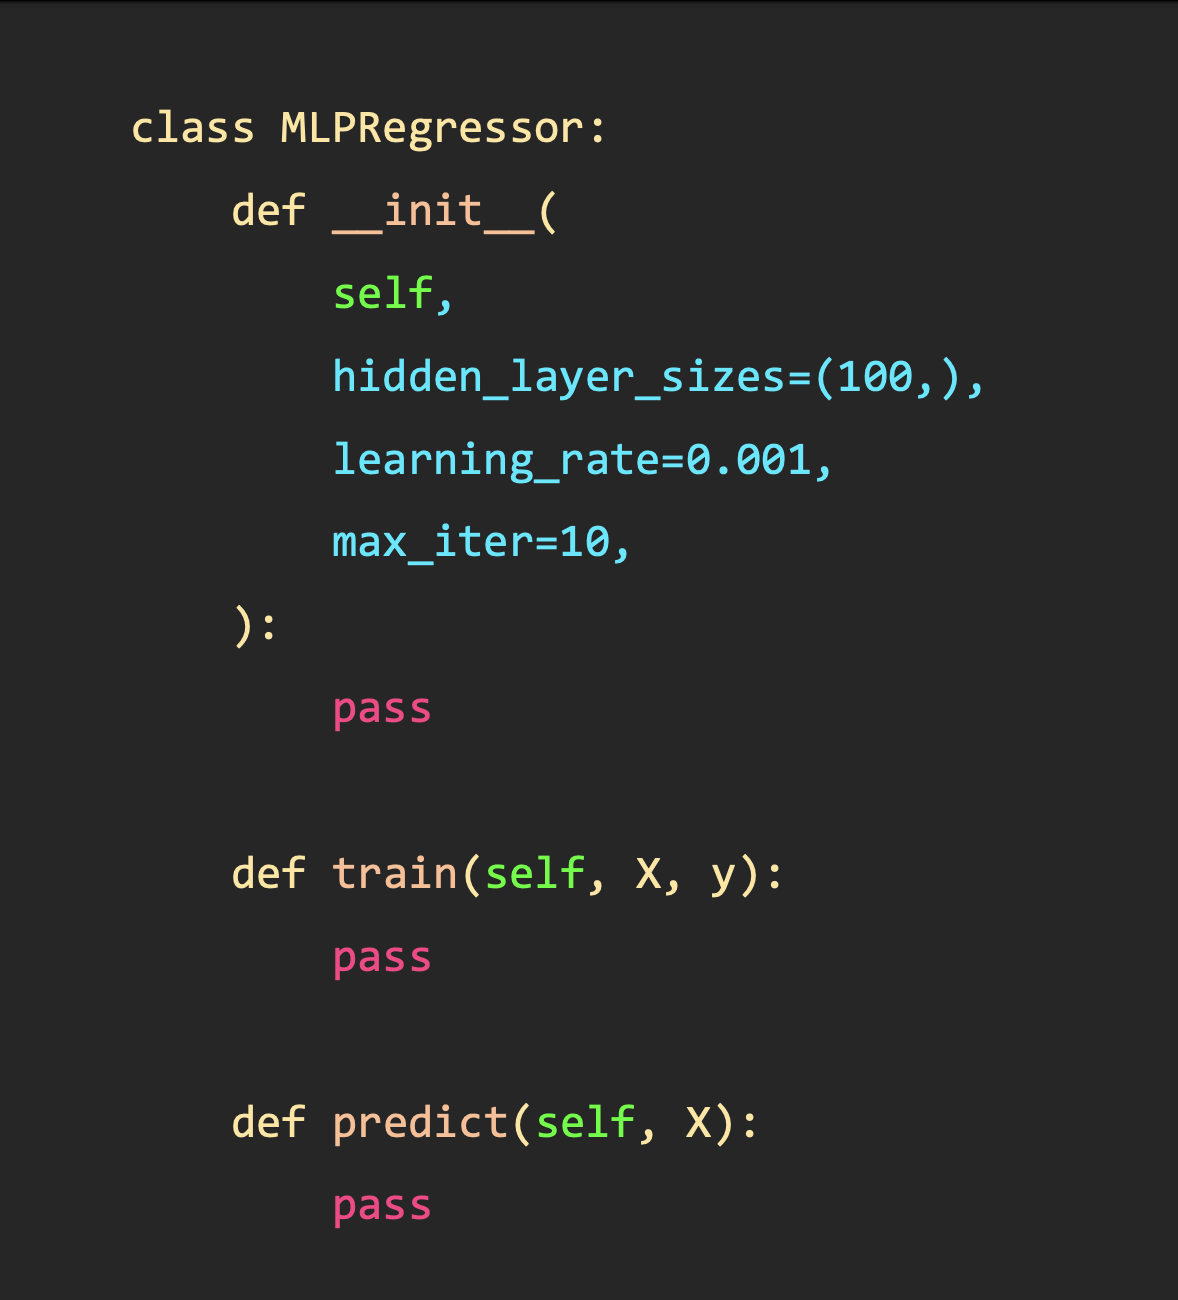 class MLPRegressor:
    def __init__(
        self,
        hidden_layer_sizes=(100,),
        learning_rate=0.001,
        max_iter=10,
    ):
        pass

    def train(self, X, y):
        pass

    def predict(self, X):
        pass